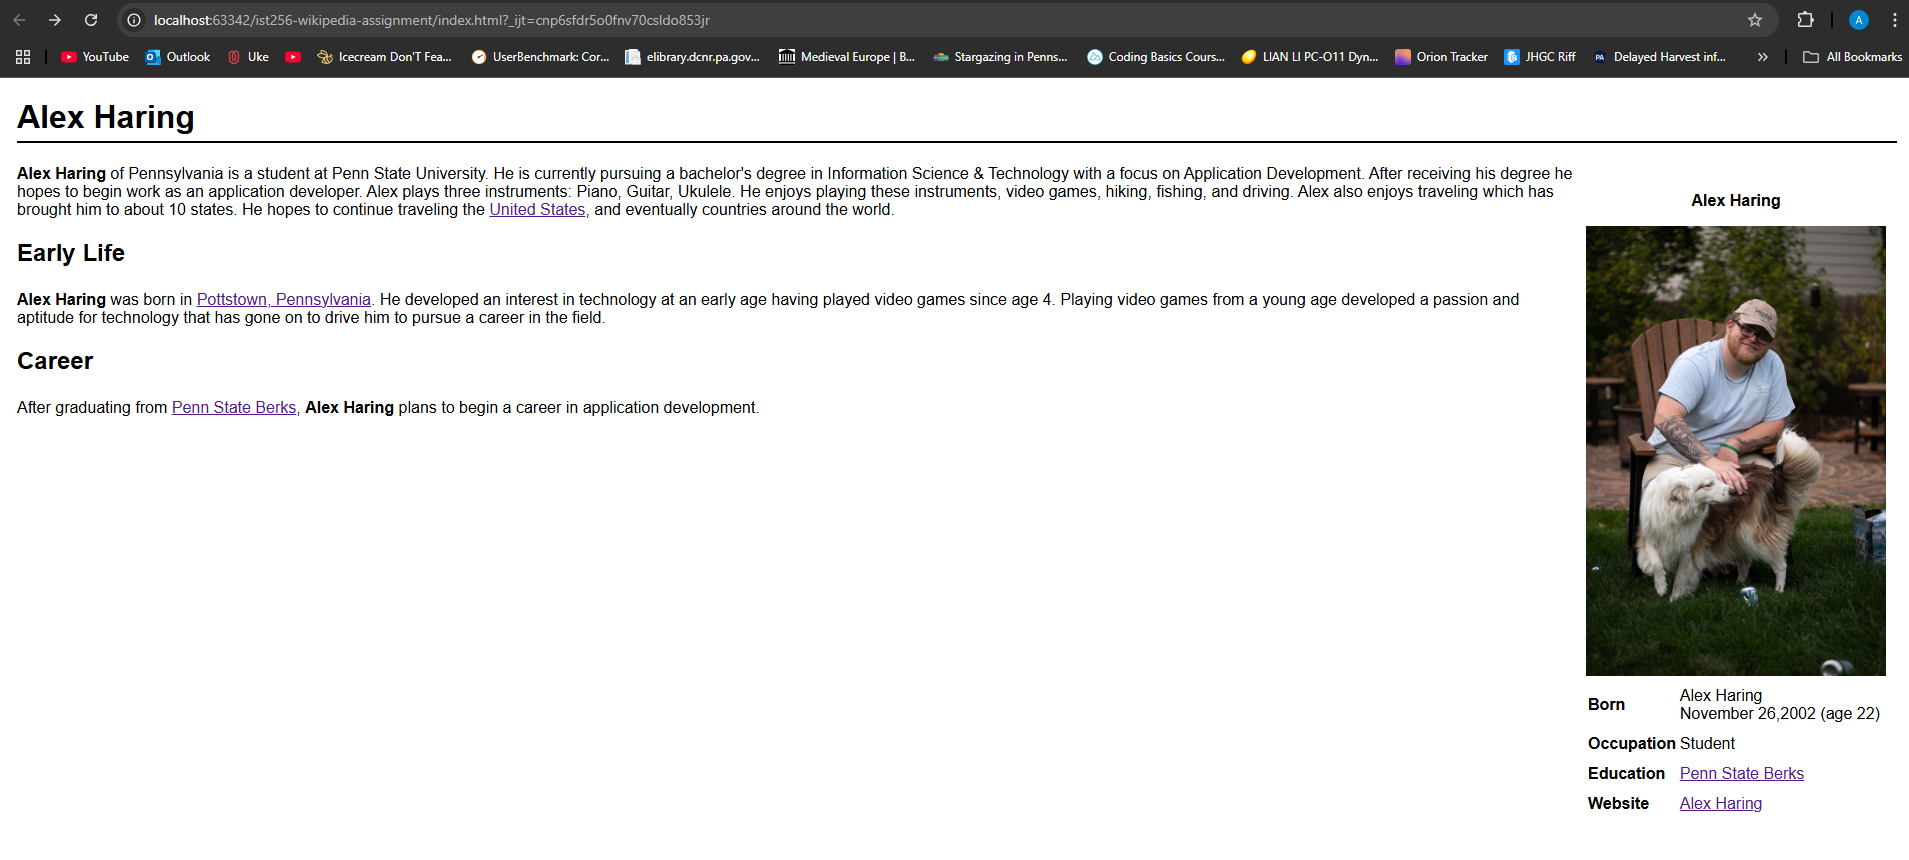 localhost:63342/ist256-wikipedia-assignment/index.html?_ijt=cnp6sfdr5o0fnv70csldo853jr
A
YouTube Outlook Uke Icecream Don'T Fea... UserBenchmark: Cor... elibrary.dcnr.pa.gov... Medieval Europe | B... Stargazing in Penns... Coding Basics Cours... LIAN LI PC-O11 Dyn... Orion Tracker JHGC Riff PA Delayed Harvest inf... » All Bookmarks
Alex Haring
Alex Haring of Pennsylvania is a student at Penn State University. He is currently pursuing a bachelor's degree in Information Science & Technology with a focus on Application Development. After receiving his degree he
hopes to begin work as an application developer. Alex plays three instruments: Piano, Guitar, Ukulele. He enjoys playing these instruments, video games, hiking, fishing, and driving. Alex also enjoys traveling which has
brought him to about 10 states. He hopes to continue traveling the United States, and eventually countries around the world.
Early Life
Alex Haring was born in Pottstown, Pennsylvania. He developed an interest in technology at an early age having played video games since age 4. Playing video games from a young age developed a passion and
aptitude for technology that has gone on to drive him to pursue a career in the field.
Career
After graduating from Penn State Berks, Alex Haring plans to begin a career in application development.
Alex Haring
Born Alex Haring
November 26,2002 (age 22)
Occupation Student
Education Penn State Berks
Website Alex Haring